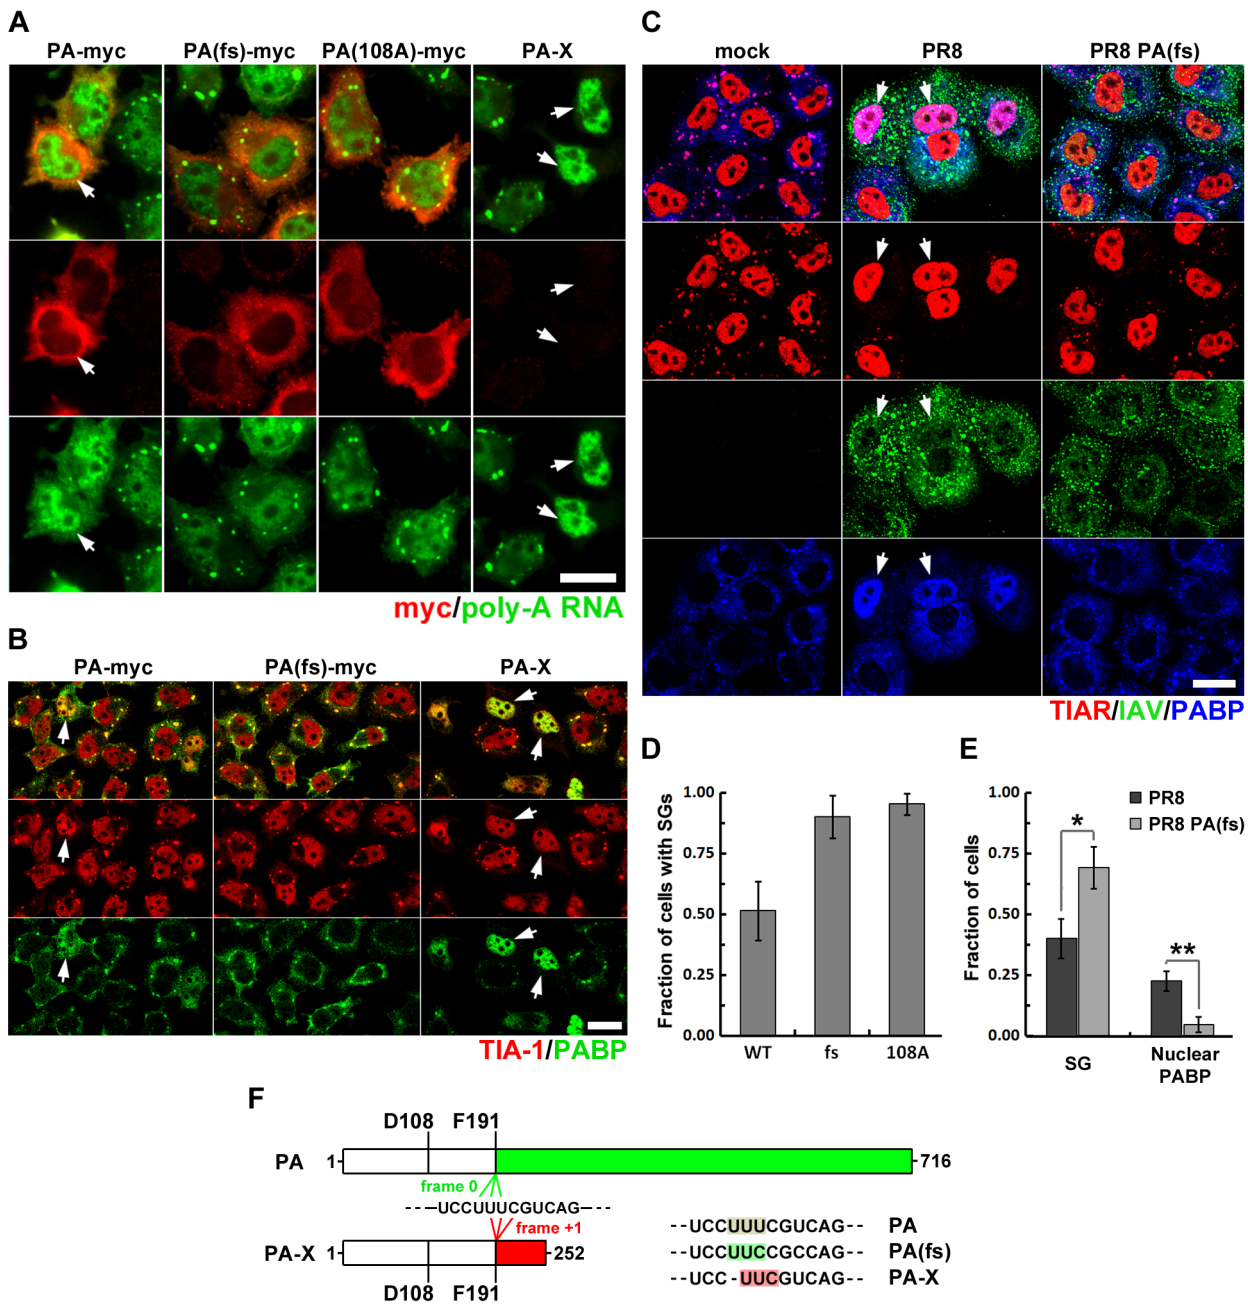 A
PA-myc
PA(fs)-myc
PA(108A)-myc
PA-X
myc/poly-A RNA
B
PA-myc
PA(fs)-myc
PA-X
TIA-1/PABP
C
mock
PR8
PR8 PA(fs)
TIAR/IAV/PABP
D
Fraction of cells with SGs
1.00
0.75
0.50
0.25
0.00
WT
fs
108A
E
Fraction of cells
1.00
0.75
0.50
0.25
0.00
PR8
PR8 PA(fs)
*
**
SG
Nuclear
PABP
F
D108
F191
PA
1
716
frame 0
UCCUUUCGUCAG
frame +1
PA-X
1
252
D108
F191
--UCCUUUCGUCAG-- PA
--UCCUUCCGCCAG-- PA(fs)
--UCC-UUCGUCAG-- PA-X